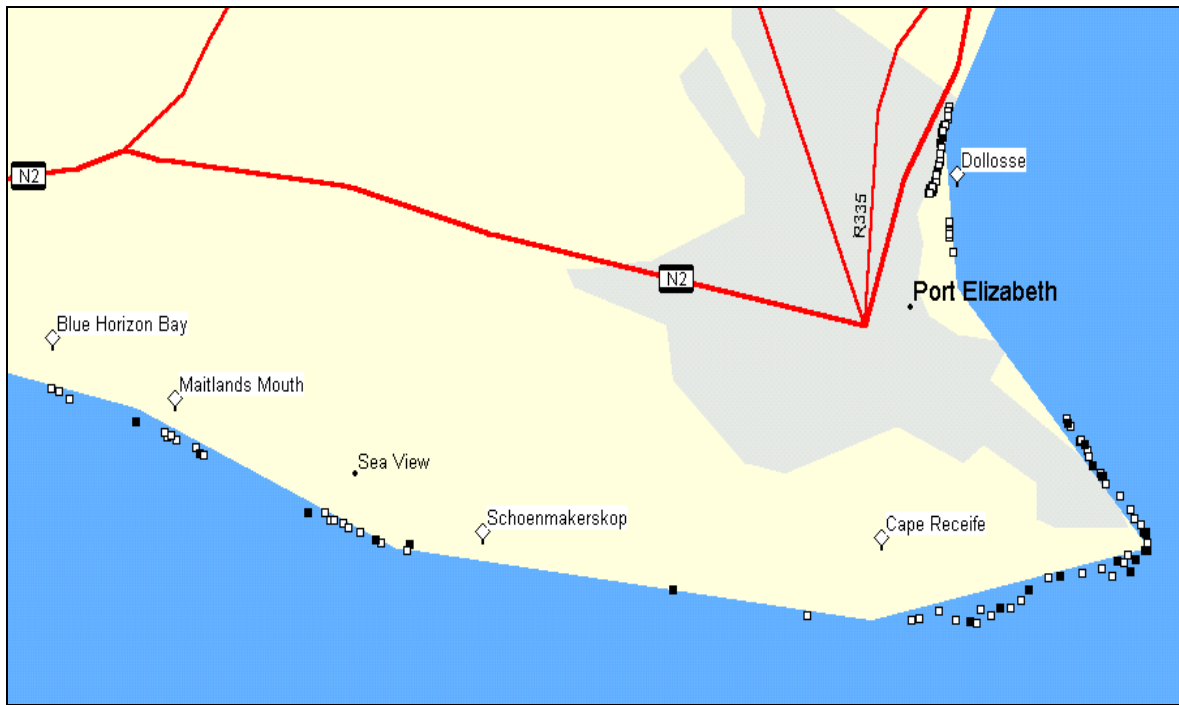 N2
Dollosse
R335
N2
Port Elizabeth
Blue Horizon Bay
Maitlands Mouth
Sea View
Schoenmakerskop
Cape Receife